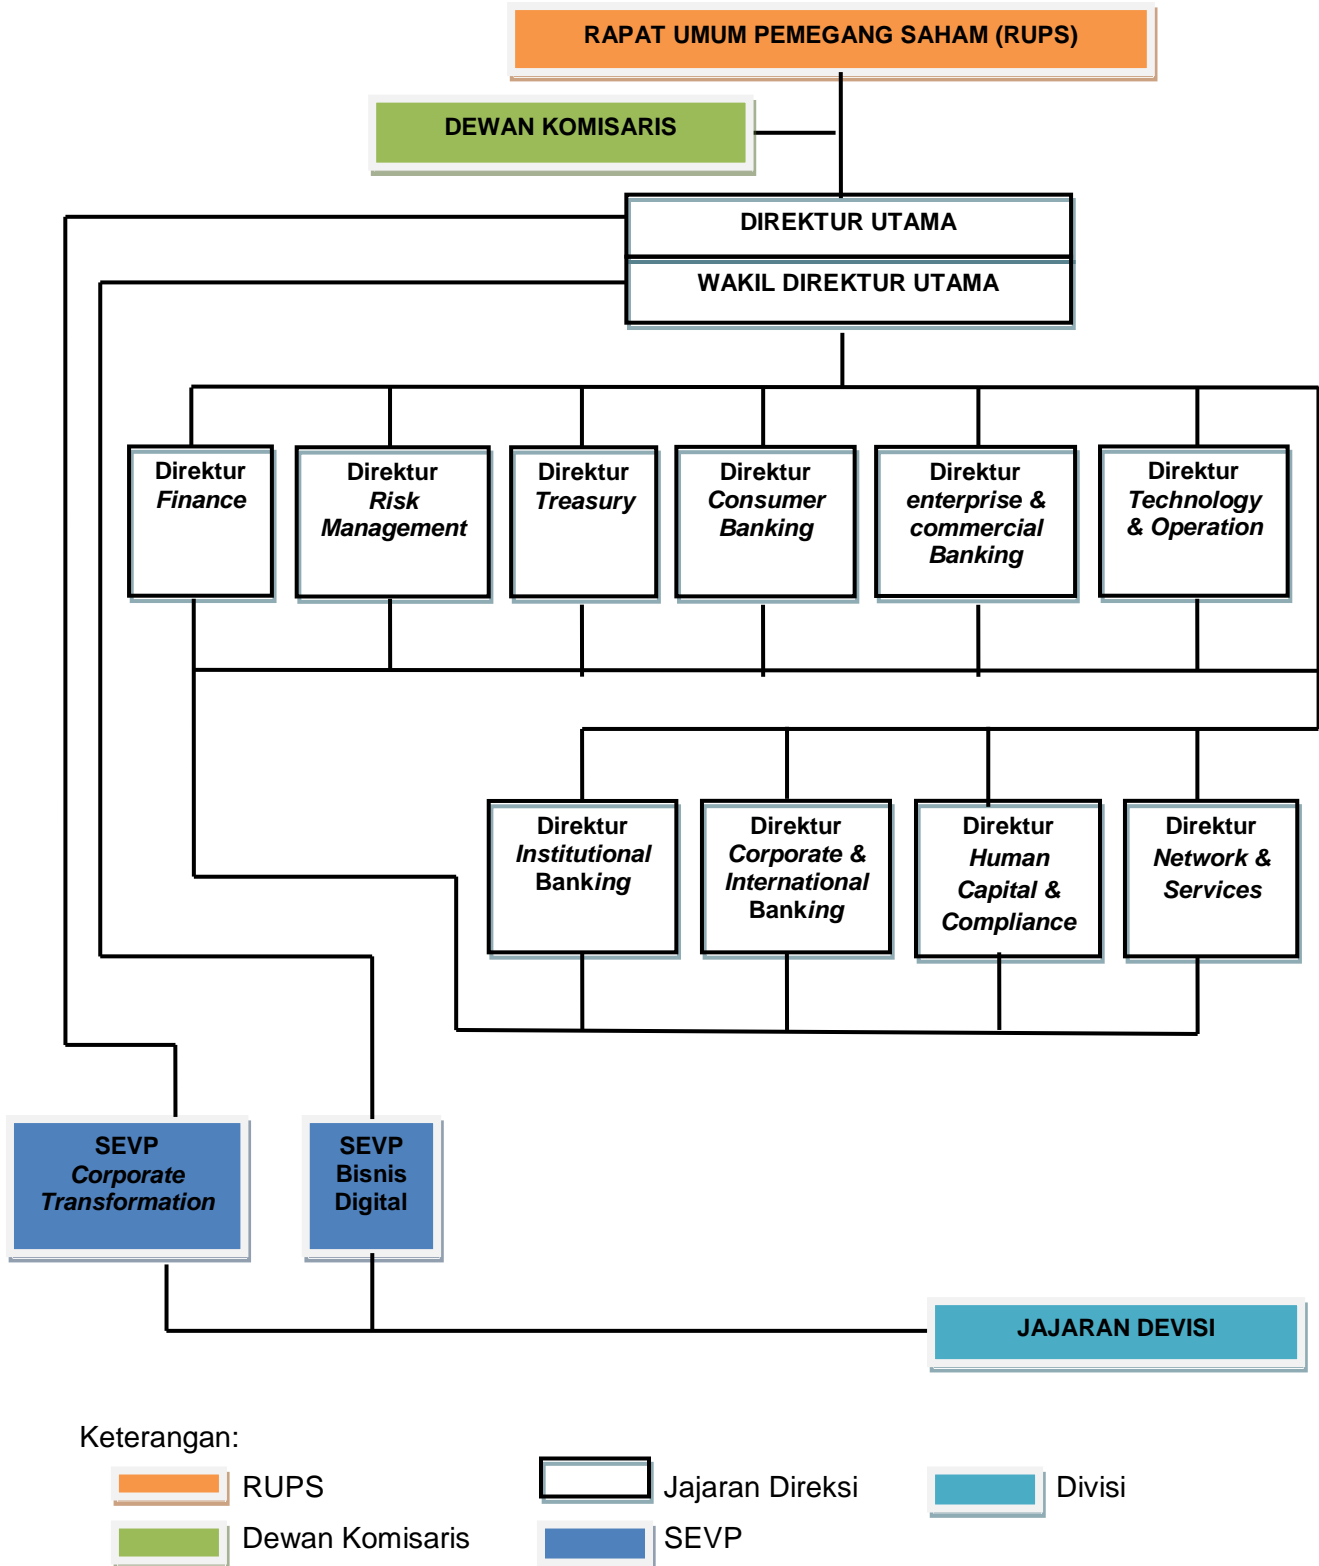 RAPAT UMUM PEMEGANG SAHAM (RUPS)
DEWAN KOMISARIS
DIREKTUR UTAMA
WAKIL DIREKTUR UTAMA
Direktur
Finance
Direktur
Risk
Management
Direktur
Treasury
Direktur
Consumer
Banking
Direktur
enterprise &
commercial
Banking
Direktur
Technology
& Operation
Direktur
Institutional
Banking
Direktur
Corporate &
International
Banking
Direktur
Human
Capital &
Compliance
Direktur
Network &
Services
SEVP
Corporate
Transformation
SEVP
Bisnis
Digital
JAJARAN DEVISI
Keterangan:
RUPS
Jajaran Direksi
Divisi
Dewan Komisaris
SEVP